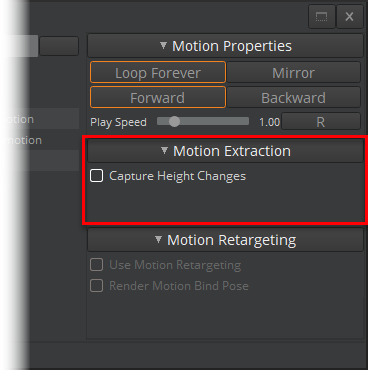 Motion Properties
Loop Forever Mirror
Forward Backward
Play Speed 1.00 R
otion
notion
Motion Extraction
Capture Height Changes
Motion Retargeting
Use Motion Retargeting
Render Motion Bind Pose